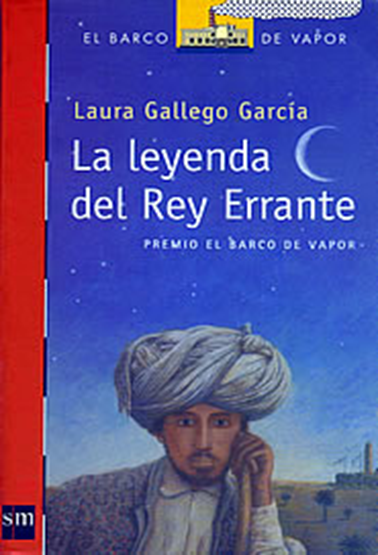 EL BARCO DE VAPOR
Laura Gallego García
La leyenda
del Rey Errante
PREMIO EL BARCO DE VAPOR
sm